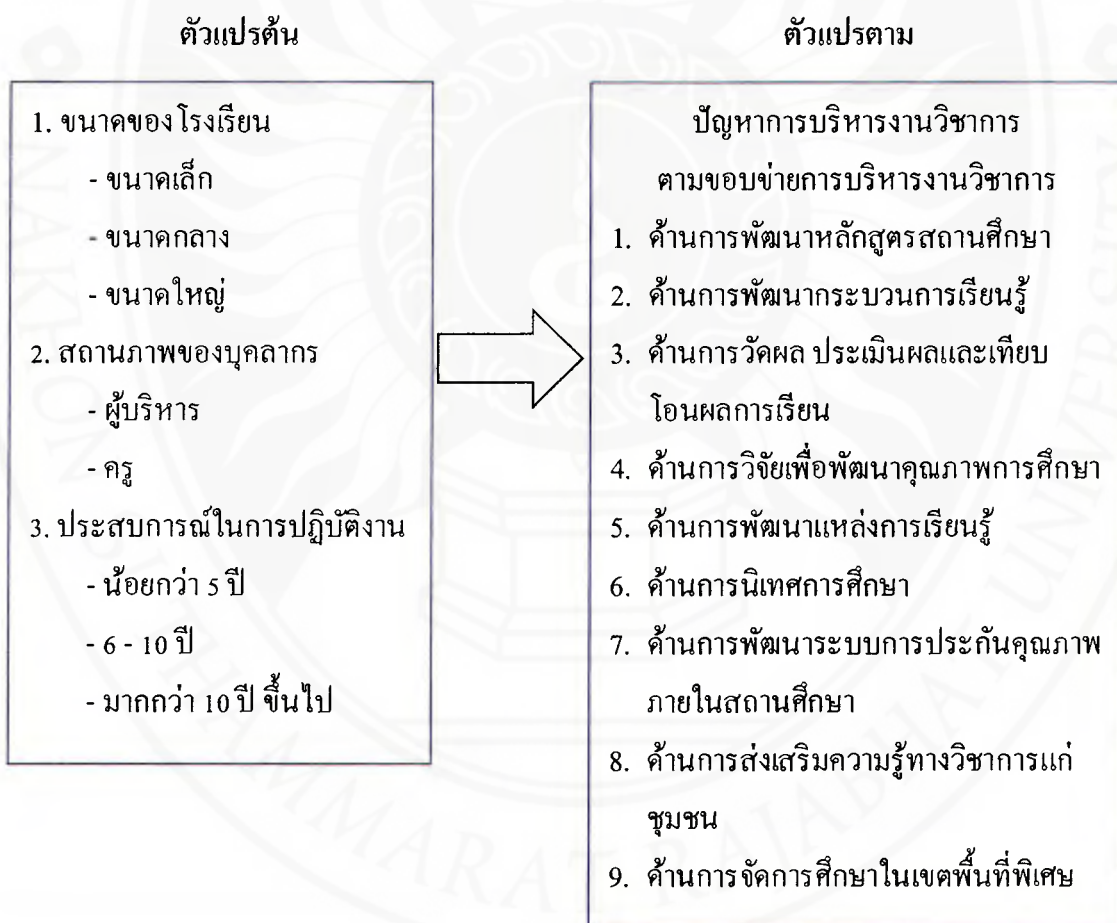 ตัวแปรต้น
1. ขนาดของโรงเรียน
- ขนาดเล็ก
- ขนาดกลาง
- ขนาดใหญ่
2. สถานภาพของบุคลากร
- ผู้บริหาร
- ครู
3. ประสบการณ์ในการปฏิบัติงาน
- น้อยกว่า 5 ปี
- 6 - 10 ปี
- มากกว่า 10 ปี ขึ้นไป
ตัวแปรตาม
ปัญหาการบริหารงานวิชาการ
ตามขอบข่ายการบริหารงานวิชาการ
1. ด้านการพัฒนาหลักสูตรสถานศึกษา
2. ด้านการพัฒนากระบวนการเรียนรู้
3. ด้านการวัดผล ประเมินผลและเทียบ
โอนผลการเรียน
4. ด้านการวิจัยเพื่อพัฒนาคุณภาพการศึกษา
5. ด้านการพัฒนาแหล่งการเรียนรู้
6. ด้านการนิเทศการศึกษา
7. ด้านการพัฒนาระบบการประกันคุณภาพ
ภายในสถานศึกษา
8. ด้านการส่งเสริมความรู้ทางวิชาการแก่
ชุมชน
9. ด้านการจัดการศึกษาในเขตพื้นที่พิเศษ
NAKHON SI THAMMARAT RAJABHAT UNIVERSITY